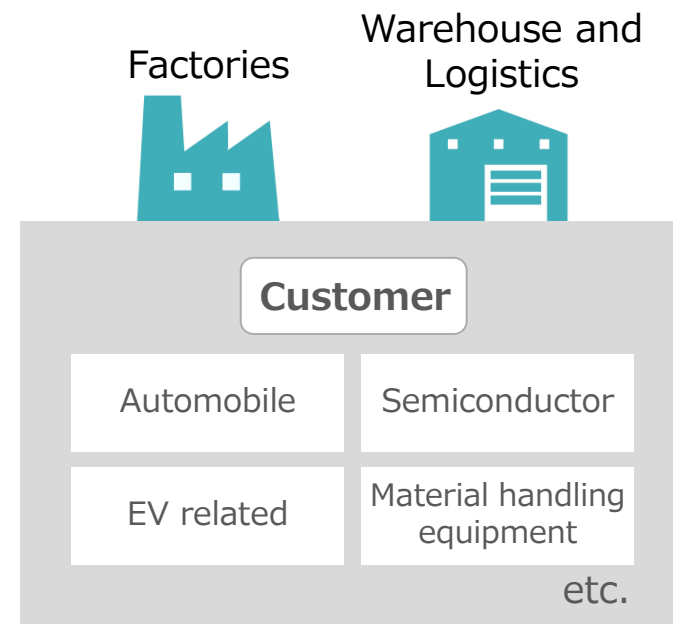 Factories
Warehouse and
Logistics
Customer
Automobile
Semiconductor
EV related
Material handling
equipment
etc.